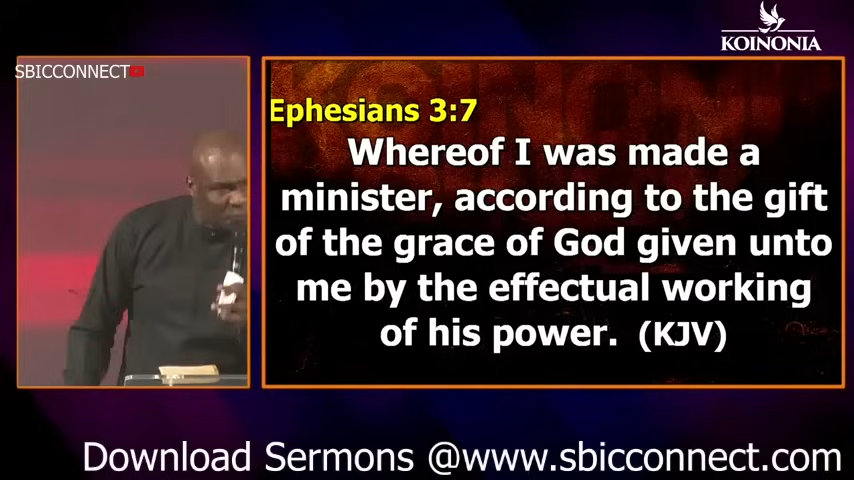 KOINONIA
SBICCONNECT
Ephesians 3:7
Whereof I was made a
minister, according to the gift
of the grace of God given unto
me by the effectual working
of his power. (KJV)
Download Sermons @www.sbicconnect.com